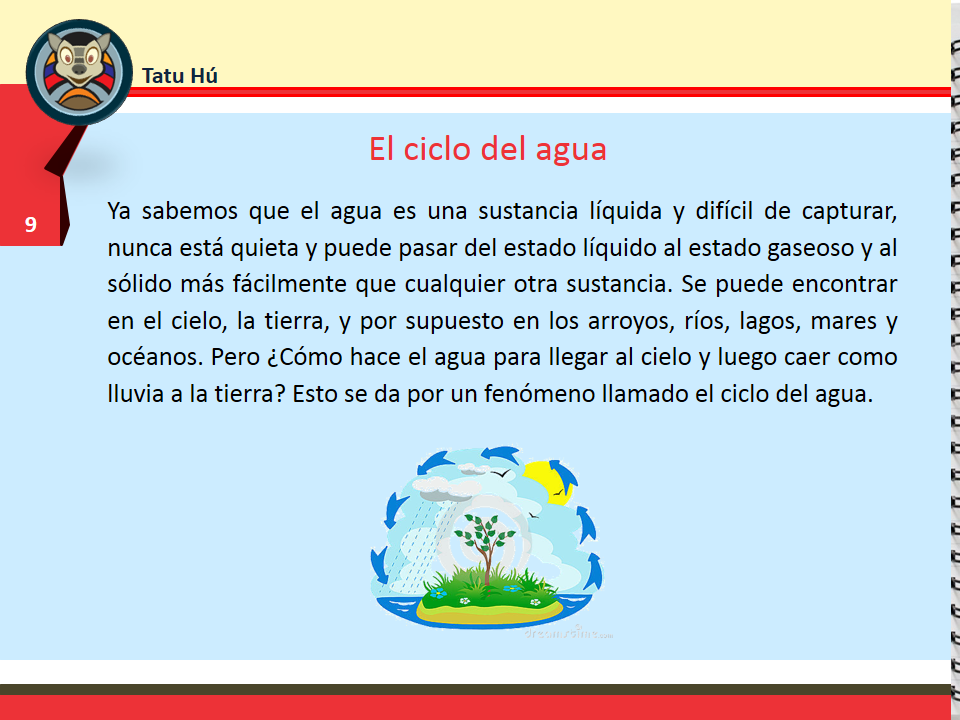 Tatu Hú
El ciclo del agua
9
Ya sabemos que el agua es una sustancia líquida y difícil de capturar,
nunca está quieta y puede pasar del estado líquido al estado gaseoso y al
sólido más fácilmente que cualquier otra sustancia. Se puede encontrar
en el cielo, la tierra, y por supuesto en los arroyos, ríos, lagos, mares y
océanos. Pero ¿Cómo hace el agua para llegar al cielo y luego caer como
lluvia a la tierra? Esto se da por un fenómeno llamado el ciclo del agua.
dreamstime.com